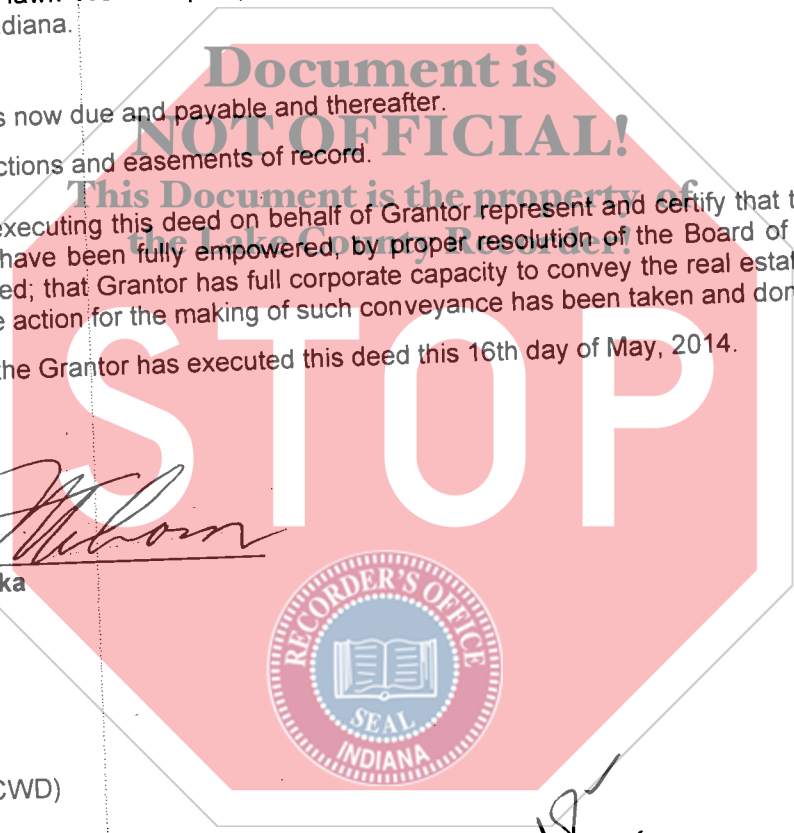 diana.
Document is
s now due and payable and thereafter.
NOT OFFICIAL!
ctions and easements of record.
This Document is the property of
executing this deed on behalf of Grantor represent and certify that t
the Lake County Recorder!
have been fully empowered, by proper resolution of the Board of
ed; that Grantor has full corporate capacity to convey the real estat
e action for the making of such conveyance has been taken and don
the Grantor has executed this deed this 16th day of May, 2014.
STOP
ka
RECORDER'S OFFICE
SEAL
INDIANA
CWD)